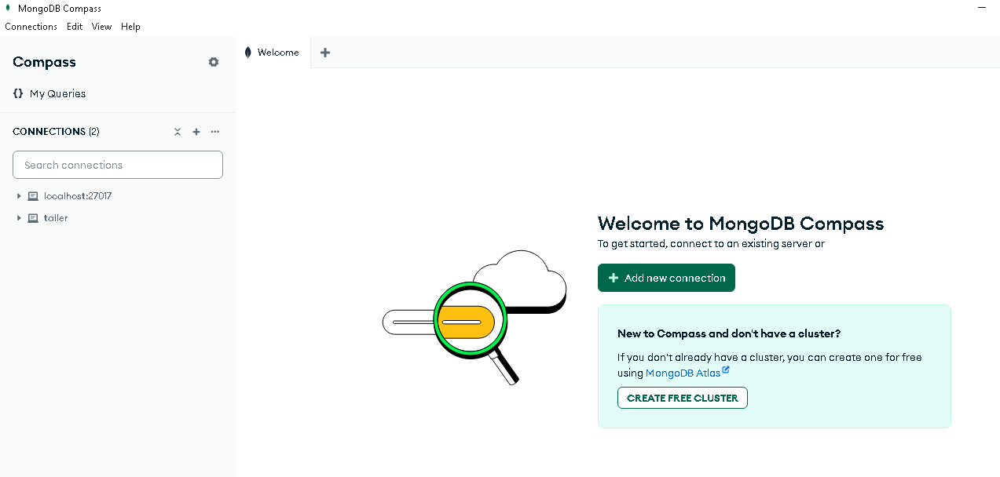 MongoDB Compass
Connections Edit View Help
Compass
{} My Queries
CONNECTIONS (2)
Search connections
localhost:27017
taller
Welcome
Welcome to MongoDB Compass
To get started, connect to an existing server or
Add new connection
New to Compass and don't have a cluster?
If you don't already have a cluster, you can create one for free
using MongoDB Atlas
CREATE FREE CLUSTER